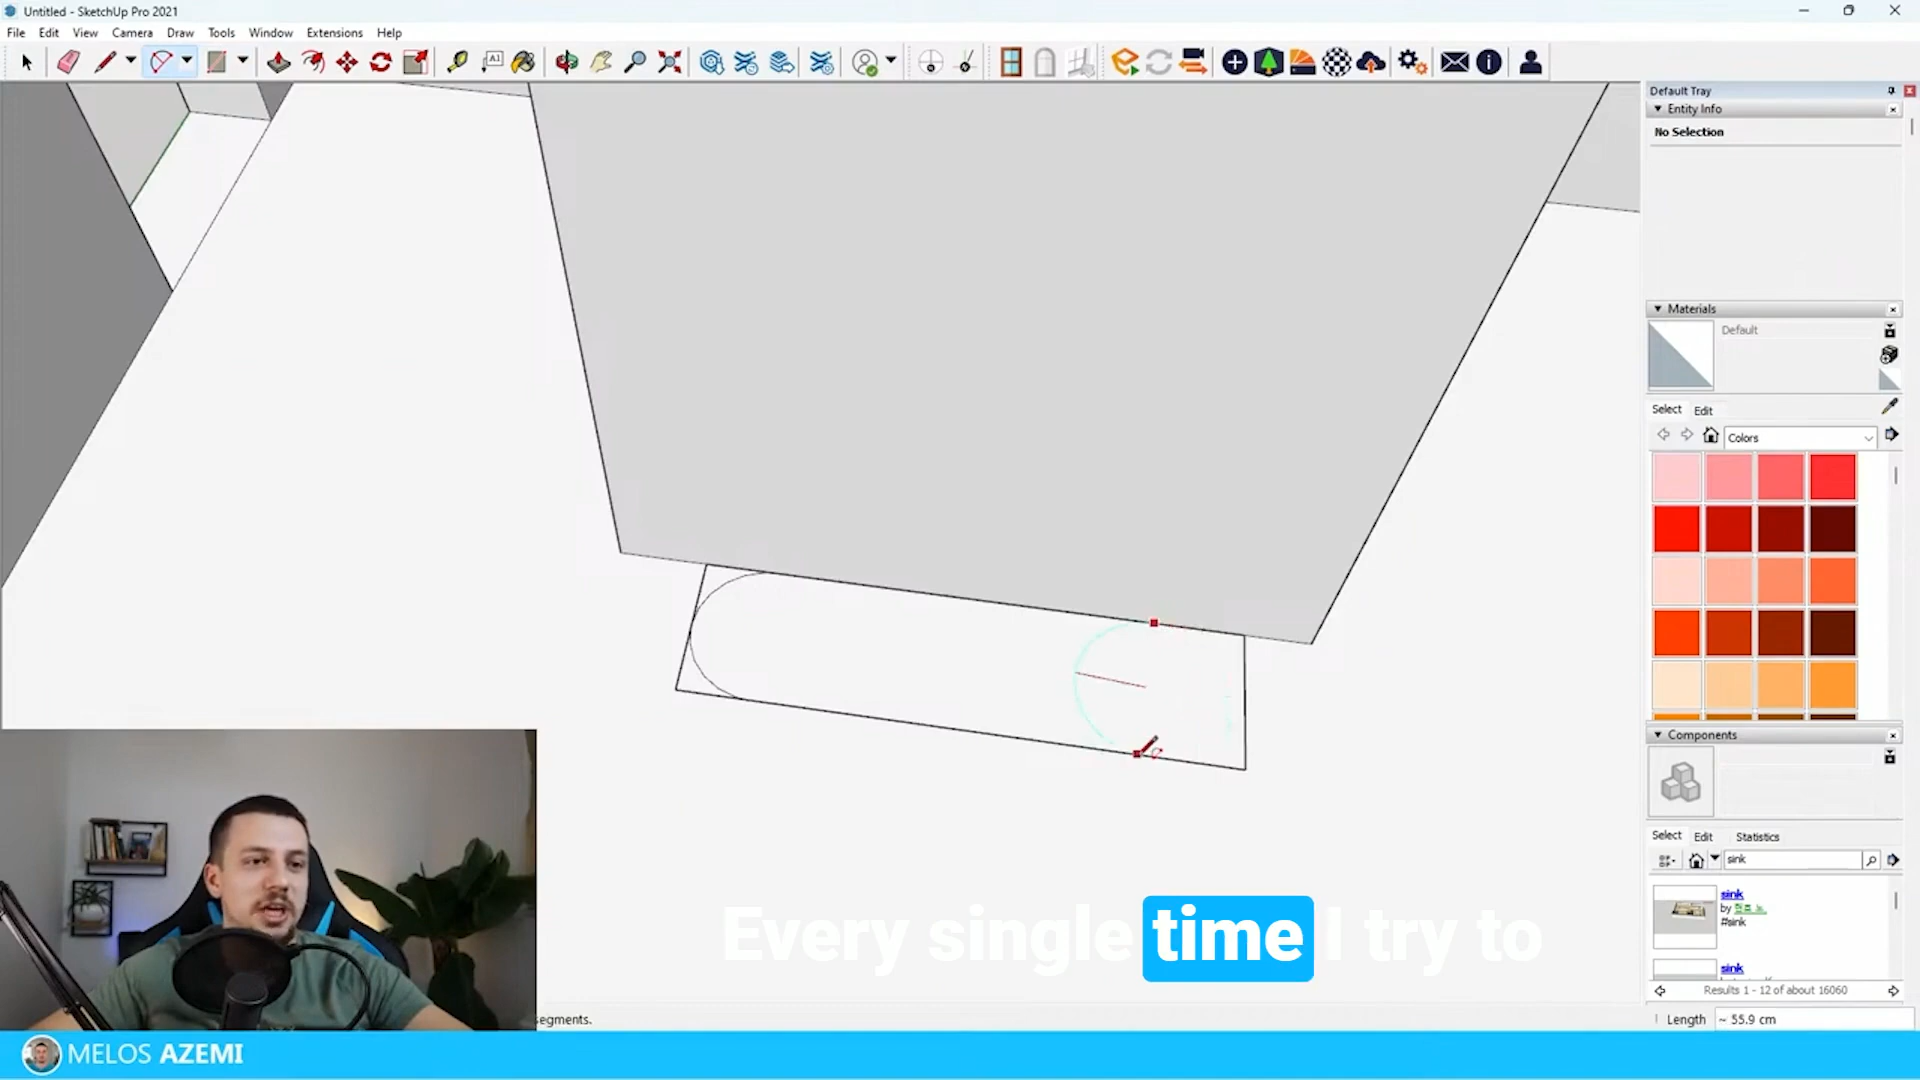 Untitled - SketchUp Pro 2021
File Edit View Camera Draw Tools Window Extensions Help
A1
Default Tray
Entity Info
No Selection
Materials
Default
Select Edit
Colors
Components
Select Edit Statistics
sink
sink
by
#sink
sink
Results 1 - 12 of about 16060
egments.
Length ~ 55.9 cm
Every single time I try to
MELOS AZEMI